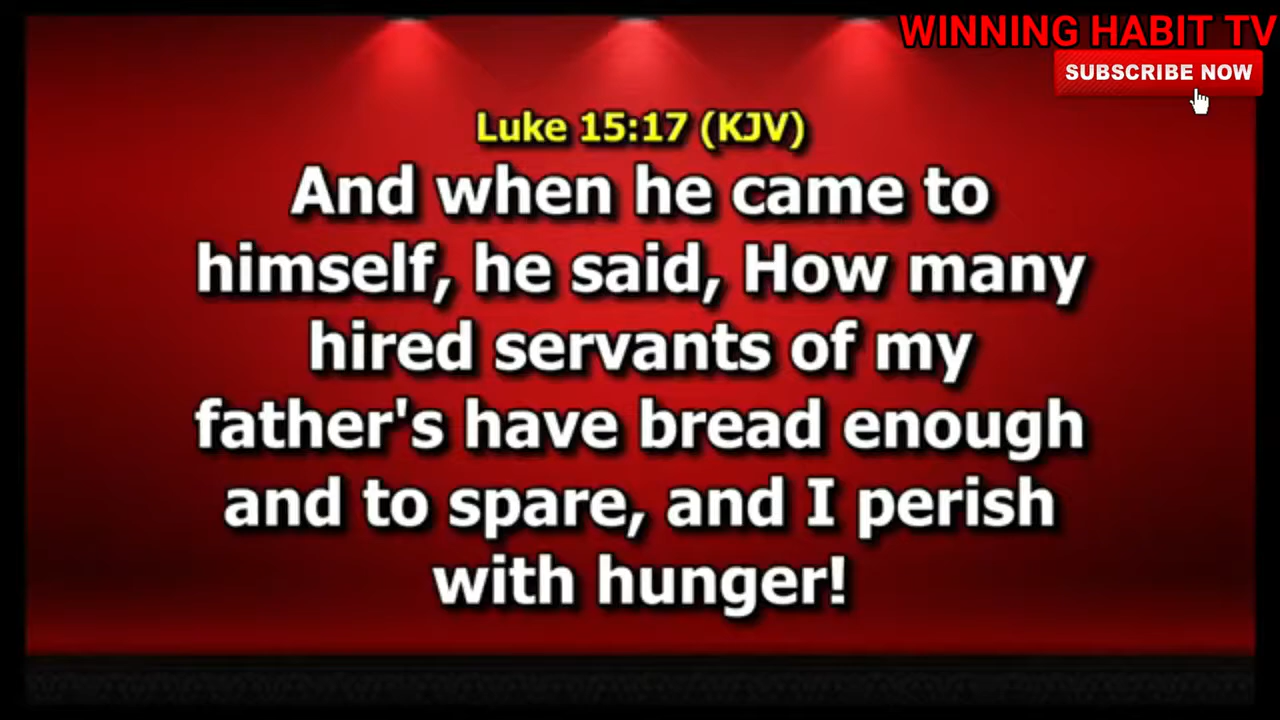 WINNING HABIT TV
SUBSCRIBE NOW
Luke 15:17 (KJV)
And when he came to
himself, he said, How many
hired servants of my
father's have bread enough
and to spare, and I perish
with hunger!